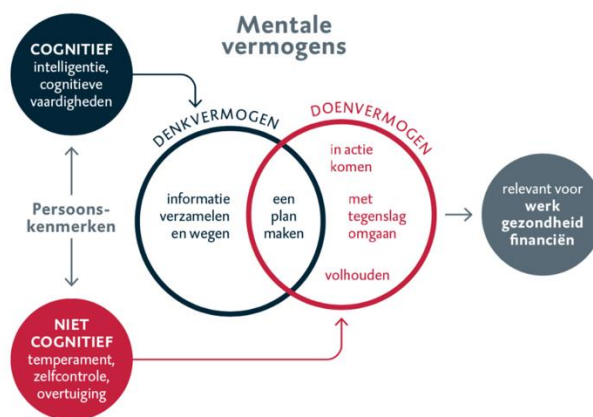 Mentale
vermogens
COGNITIEF
intelligentie,
cognitieve
vaardigheden
Persoons-
kenmerken
NIET
COGNITIEF
temperament,
zelfcontrole,
overtuiging
DENKVERMOGEN
informatie
verzamelen
en wegen
een
plan
maken
DOENVERMOGEN
in actie
komen
met
tegenslag
omgaan
volhouden
relevant voor
werk
gezondheid
financiën